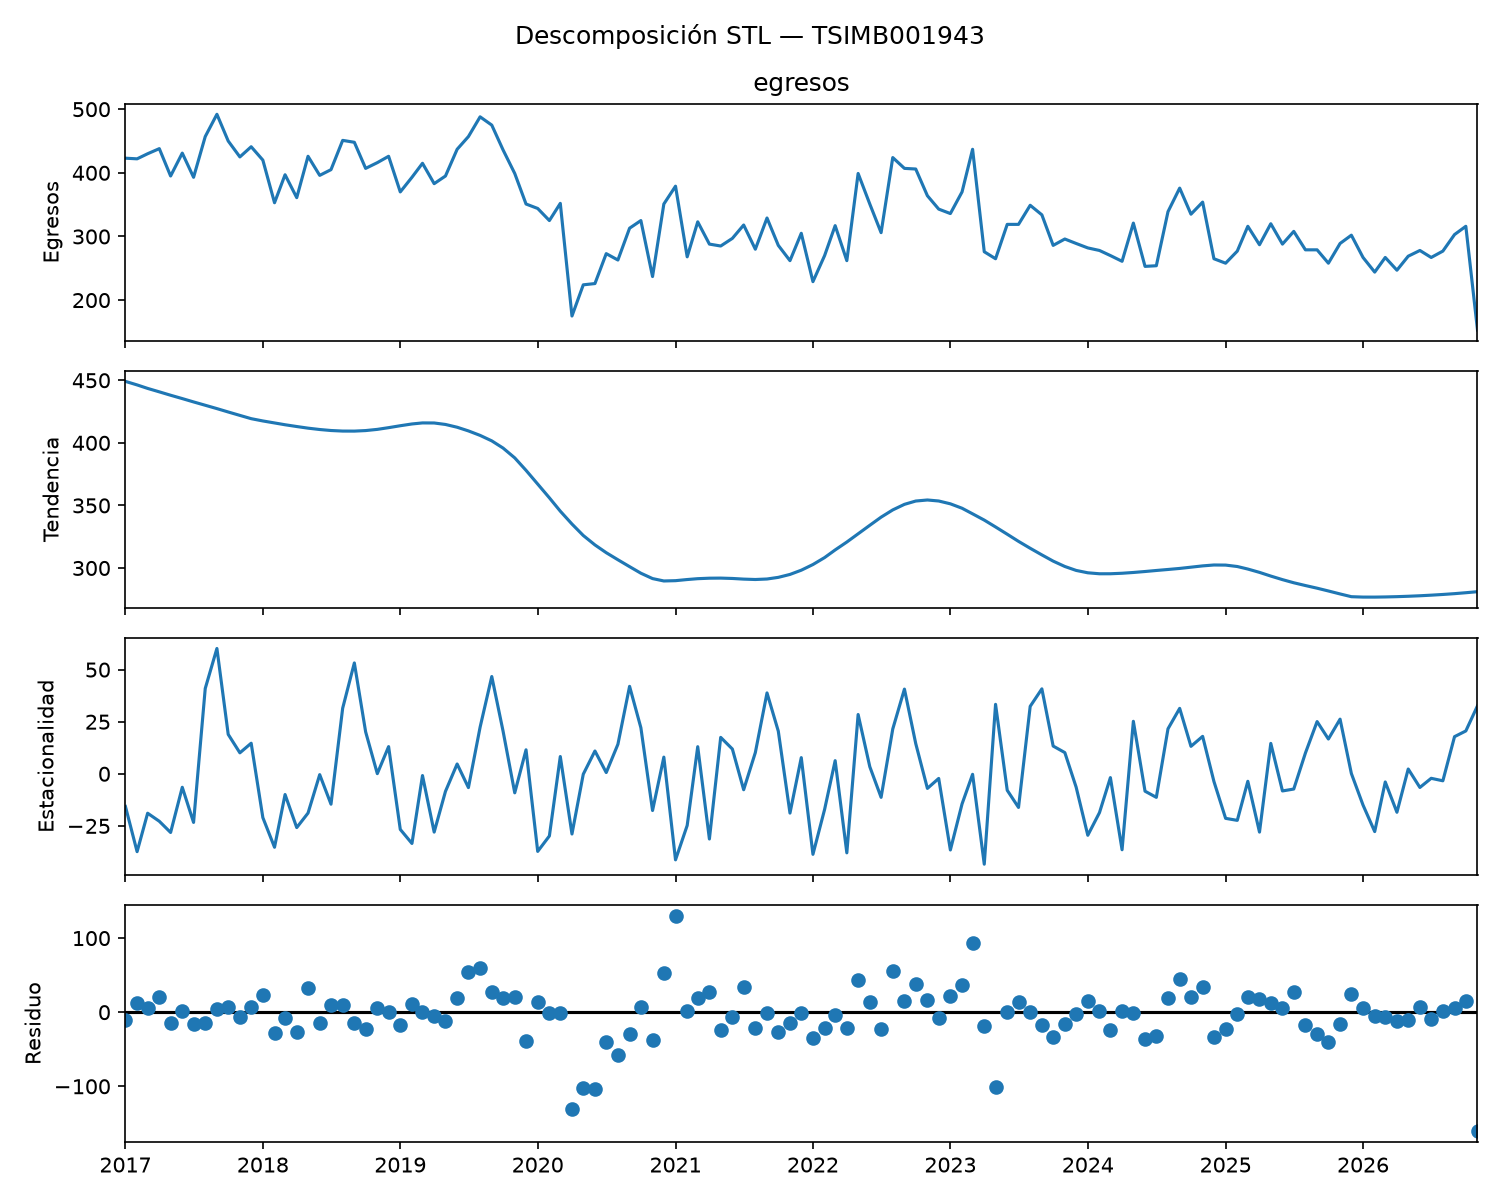 Descomposición STL — TSIMB001943
egresos
Egresos
500
400
300
200
Tendencia
450
400
350
300
Estacionalidad
50
25
0
−25
Residuo
100
0
−100
2017 2018 2019 2020 2021 2022 2023 2024 2025 2026